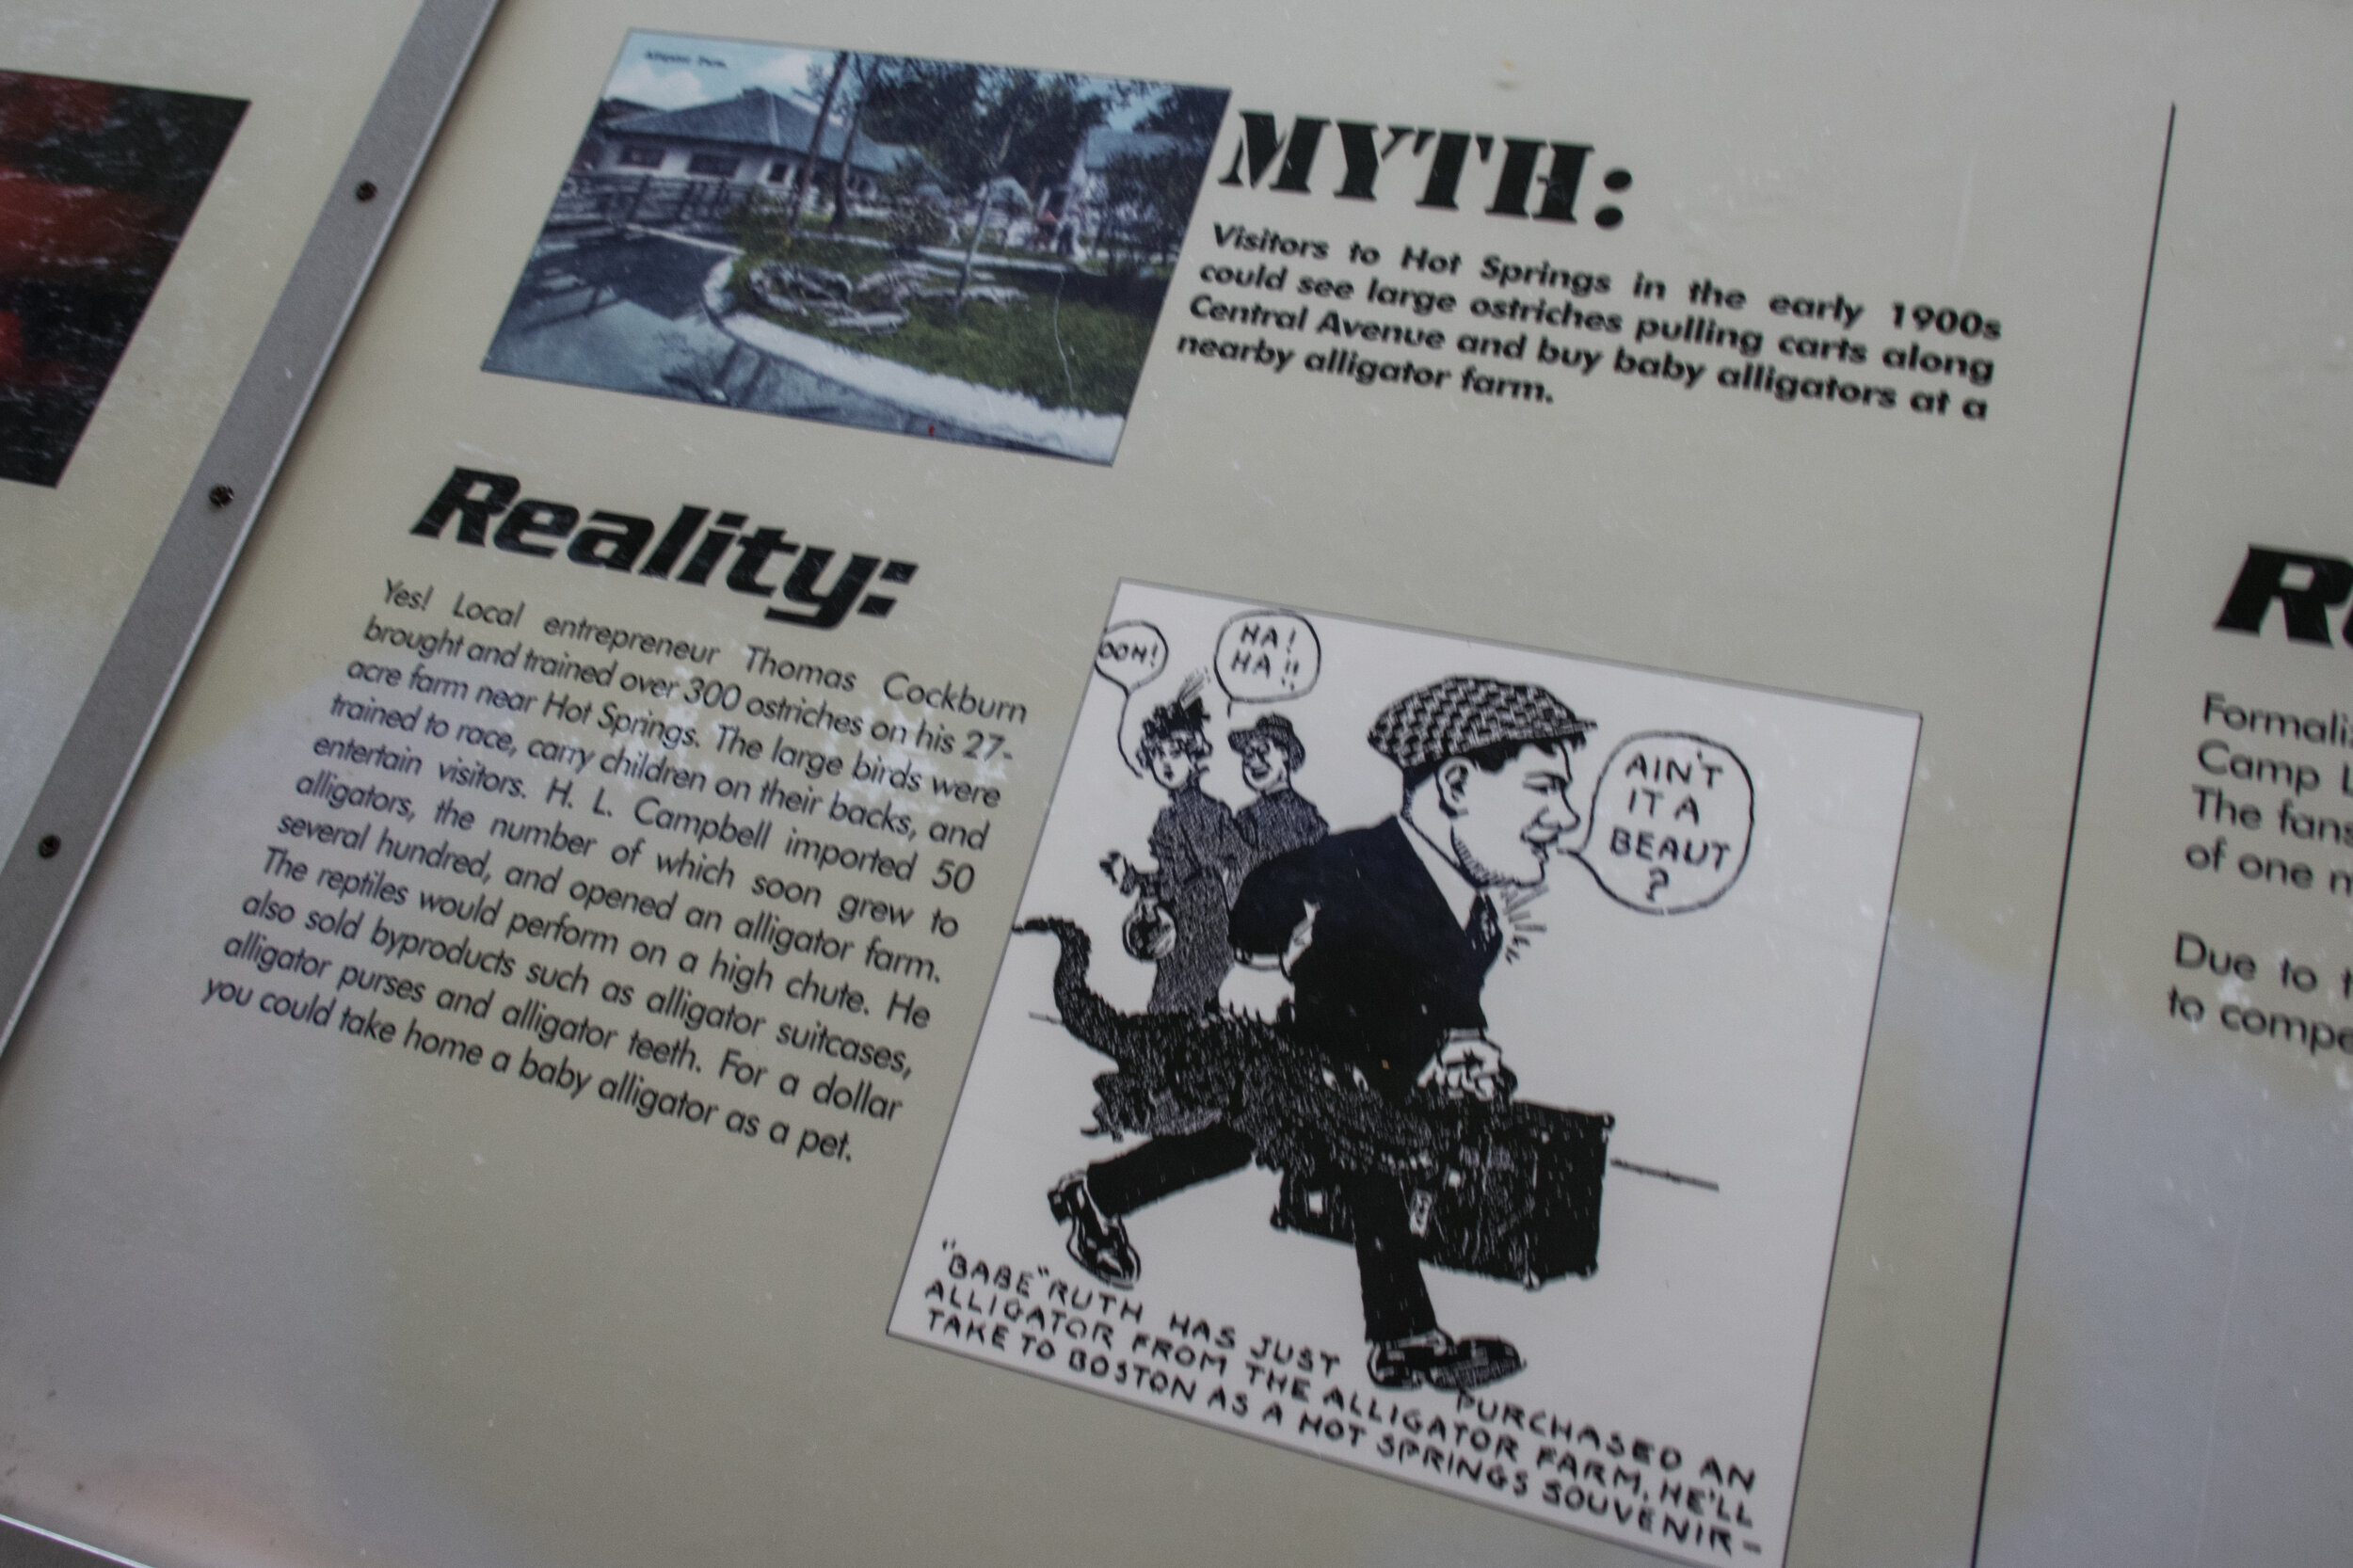 Alligator Farm.
MYTH:
Visitors to Hot Springs in the early 1900s
could see large ostriches pulling carts along
Central Avenue and buy baby alligators at a
nearby alligator farm.
Reality:
Yes! Local entrepreneur Thomas Cockburn
brought and trained over 300 ostriches on his 27-
acre farm near Hot Springs. The large birds were
trained to race, carry children on their backs, and
entertain visitors. H. L. Campbell imported 50
alligators, the number of which soon grew to
several hundred, and opened an alligator farm.
The reptiles would perform on a high chute. He
also sold byproducts such as alligator suitcases,
alligator purses and alligator teeth. For a dollar
you could take home a baby alligator as a pet.
OOH!
HA!
HA!!
AIN'T
IT A
BEAUT
?
"BABE" RUTH HAS JUST PURCHASED AN
ALLIGATOR FROM THE ALLIGATOR FARM. HE'LL
TAKE TO BOSTON AS A HOT SPRINGS SOUVENIR-
Camp
The fans
of one
Due to
to compe